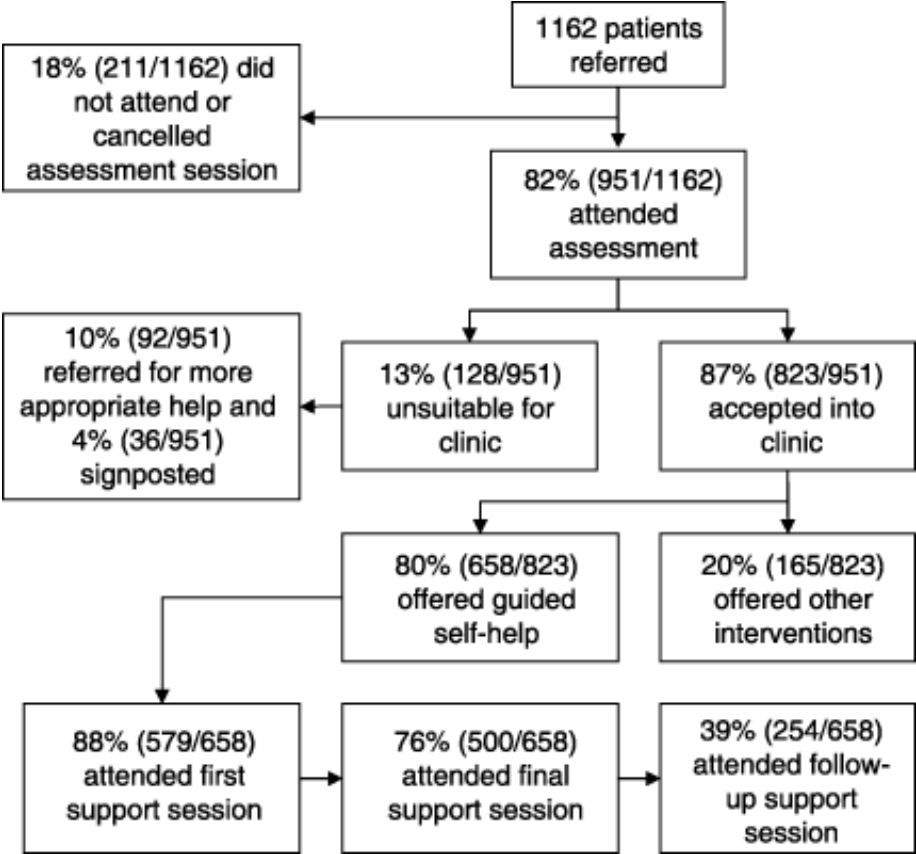 1162 patients
referred
18% (211/1162) did
not attend or
cancelled
assessment session
82% (951/1162)
attended
assessment
10% (92/951)
referred for more
appropriate help and
4% (36/951)
signposted
13% (128/951)
unsuitable for
clinic
87% (823/951)
accepted into
clinic
80% (658/823)
offered guided
self-help
20% (165/823)
offered other
interventions
88% (579/658)
attended first
support session
76% (500/658)
attended final
support session
39% (254/658)
attended follow-
up support
session